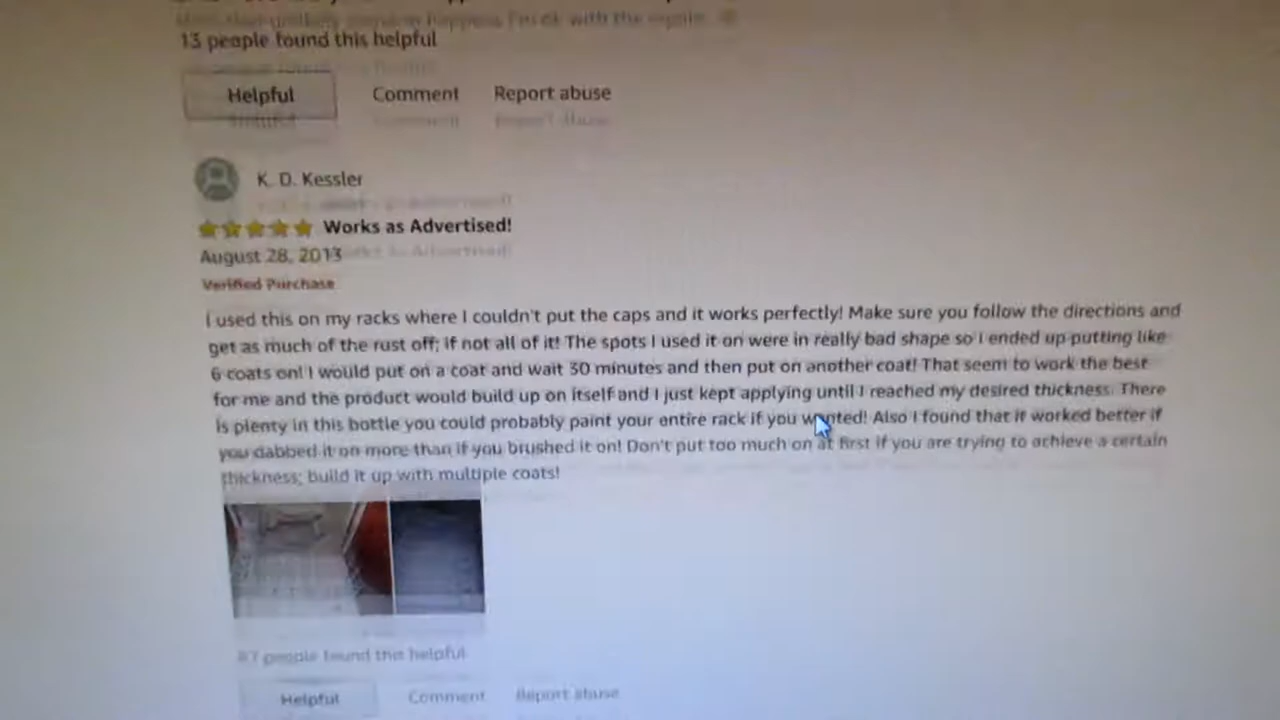 13 people found this helpful
Helpful Comment Report abuse
K. D. Kessler
Works as Advertised!
August 28, 2013
Verified Purchase
I used this on my racks where I couldn't put the caps and it works perfectly! Make sure you follow the directions and
get as much of the rust off; if not all of it! The spots I used it on were in really bad shape so I ended up putting like
6 coats on! I would put on a coat and wait 30 minutes and then put on another coat! That seem to work the best
for me and the product would build up on itself and I just kept applying until I reached my desired thickness. There
is plenty in this bottle you could probably paint your entire rack if you wanted! Also I found that if worked better if
you dabbed it on more than if you brushed it on! Don't put too much on at first if you are trying to achieve a certain
thickness; build it up with multiple coats!
people found this helpful
Helpful Comment Report abuse